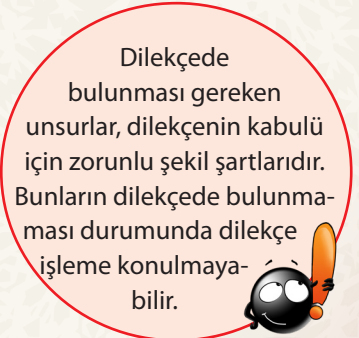 Dilekçede
bulunması gereken
unsurlar, dilekçenin kabulü
için zorunlu şekil şartlarıdır.
Bunların dilekçede bulunma-
ması durumunda dilekçe
işleme konulmaya-
bilir.